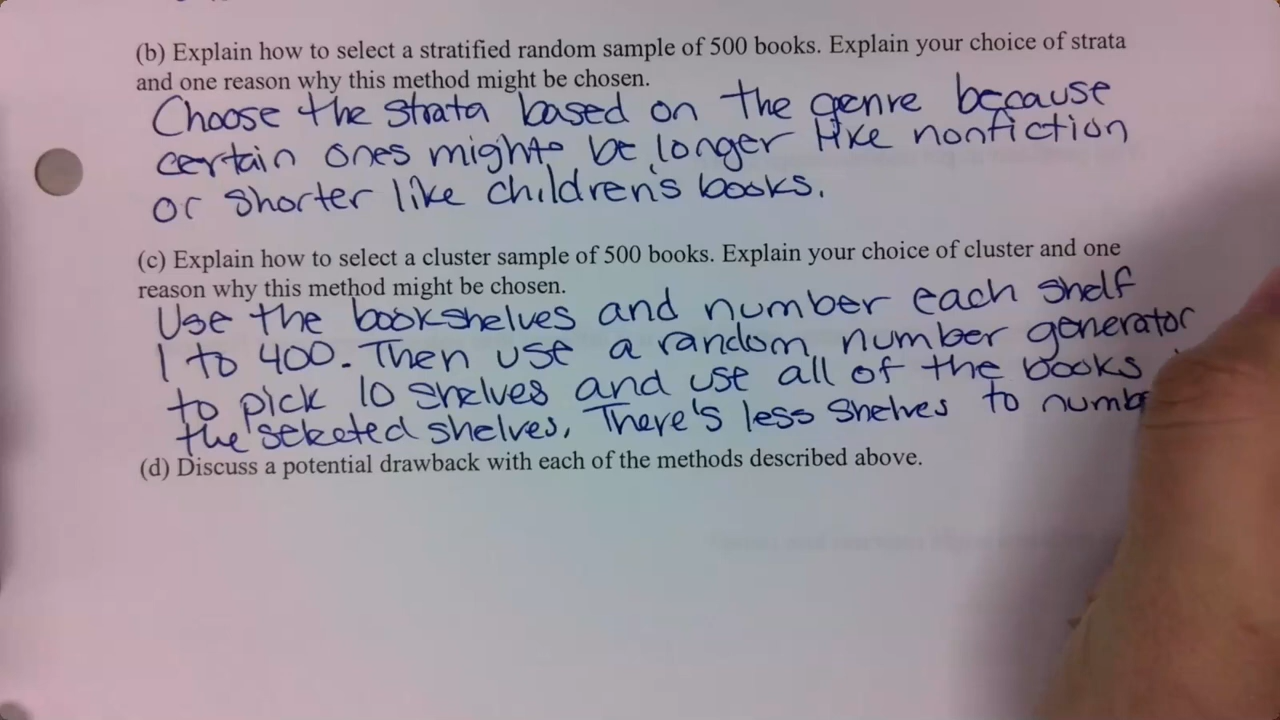 (b) Explain how to select a stratified random sample of 500 books. Explain your choice of strata
and one reason why this method might be chosen.
Choose the strata based on the genre because
certain ones might be longer like nonfiction
or shorter like children's books.
(c) Explain how to select a cluster sample of 500 books. Explain your choice of cluster and one
reason why this method might be chosen.
Use the bookshelves and number each shelf
1 to 400. Then use a random number generator
to pick 10 shelves and use all of the books
the selected shelves. There's less shelves to numb
(d) Discuss a potential drawback with each of the methods described above.